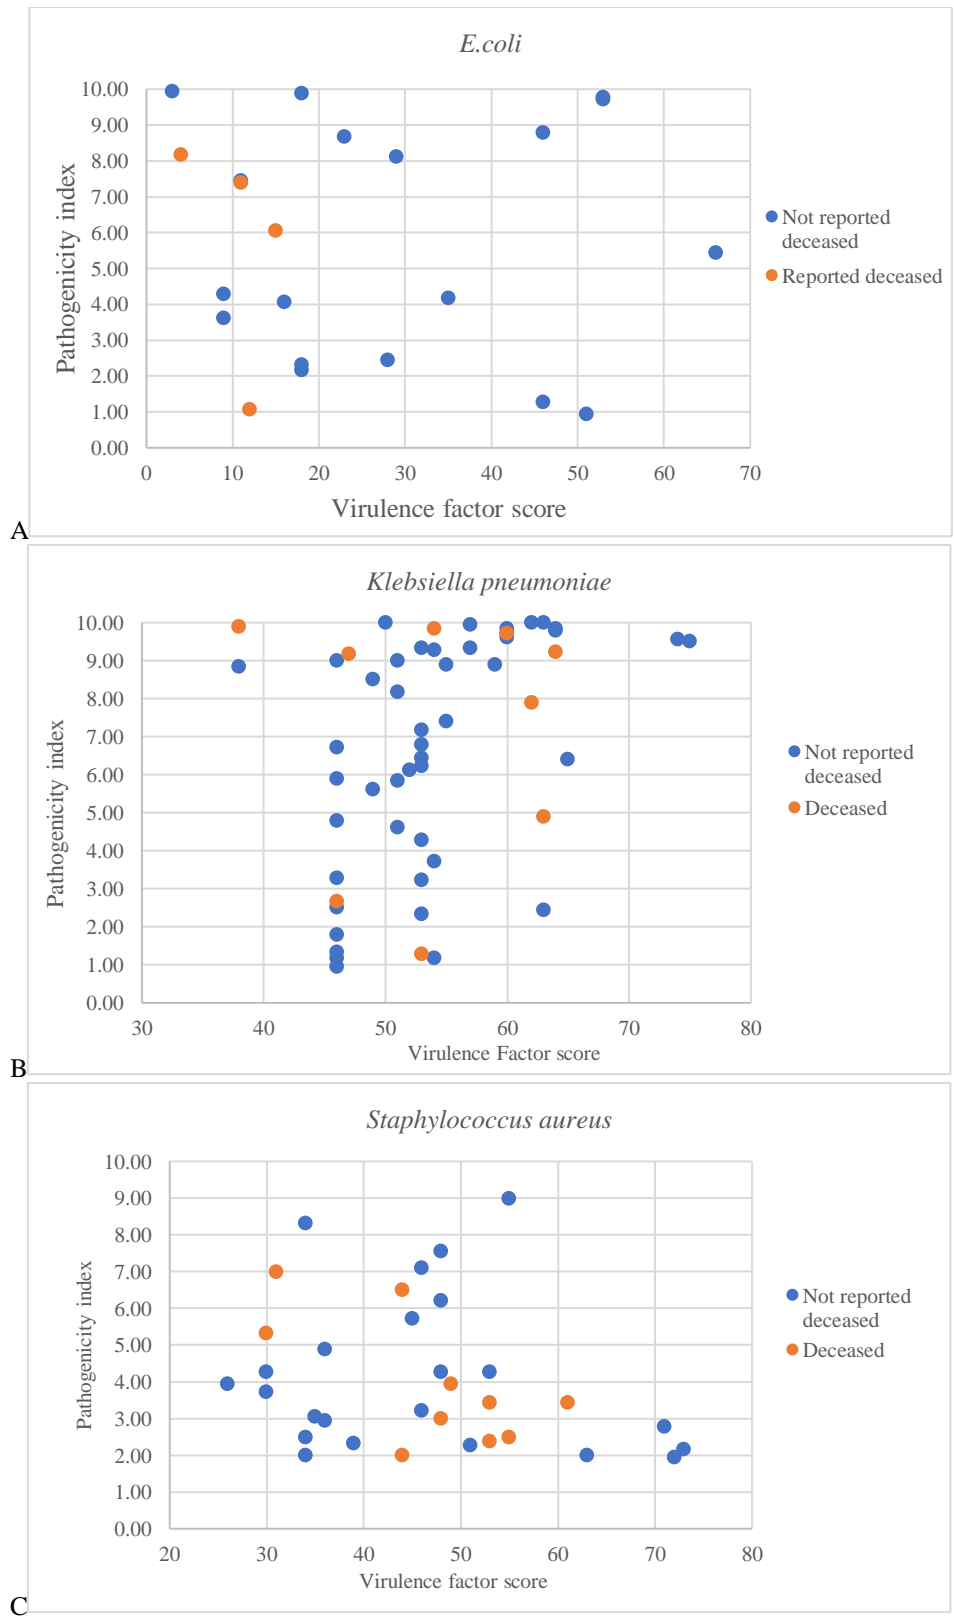 E.coli
10.00
9.00
8.00
7.00
6.00
5.00
4.00
3.00
2.00
1.00
0.00
Pathogenicity index
0 10 20 30 40 50 60 70
Virulence factor score
Not reported
deceased
Reported deceased
A
Klebsiella pneumoniae
10.00
9.00
8.00
7.00
6.00
5.00
4.00
3.00
2.00
1.00
0.00
Pathogenicity index
30 40 50 60 70 80
Virulence Factor score
Not reported
deceased
Deceased
B
Staphylococcus aureus
10.00
9.00
8.00
7.00
6.00
5.00
4.00
3.00
2.00
1.00
0.00
Pathogenicity index
20 30 40 50 60 70 80
Virulence factor score
Not reported
deceased
Deceased
C